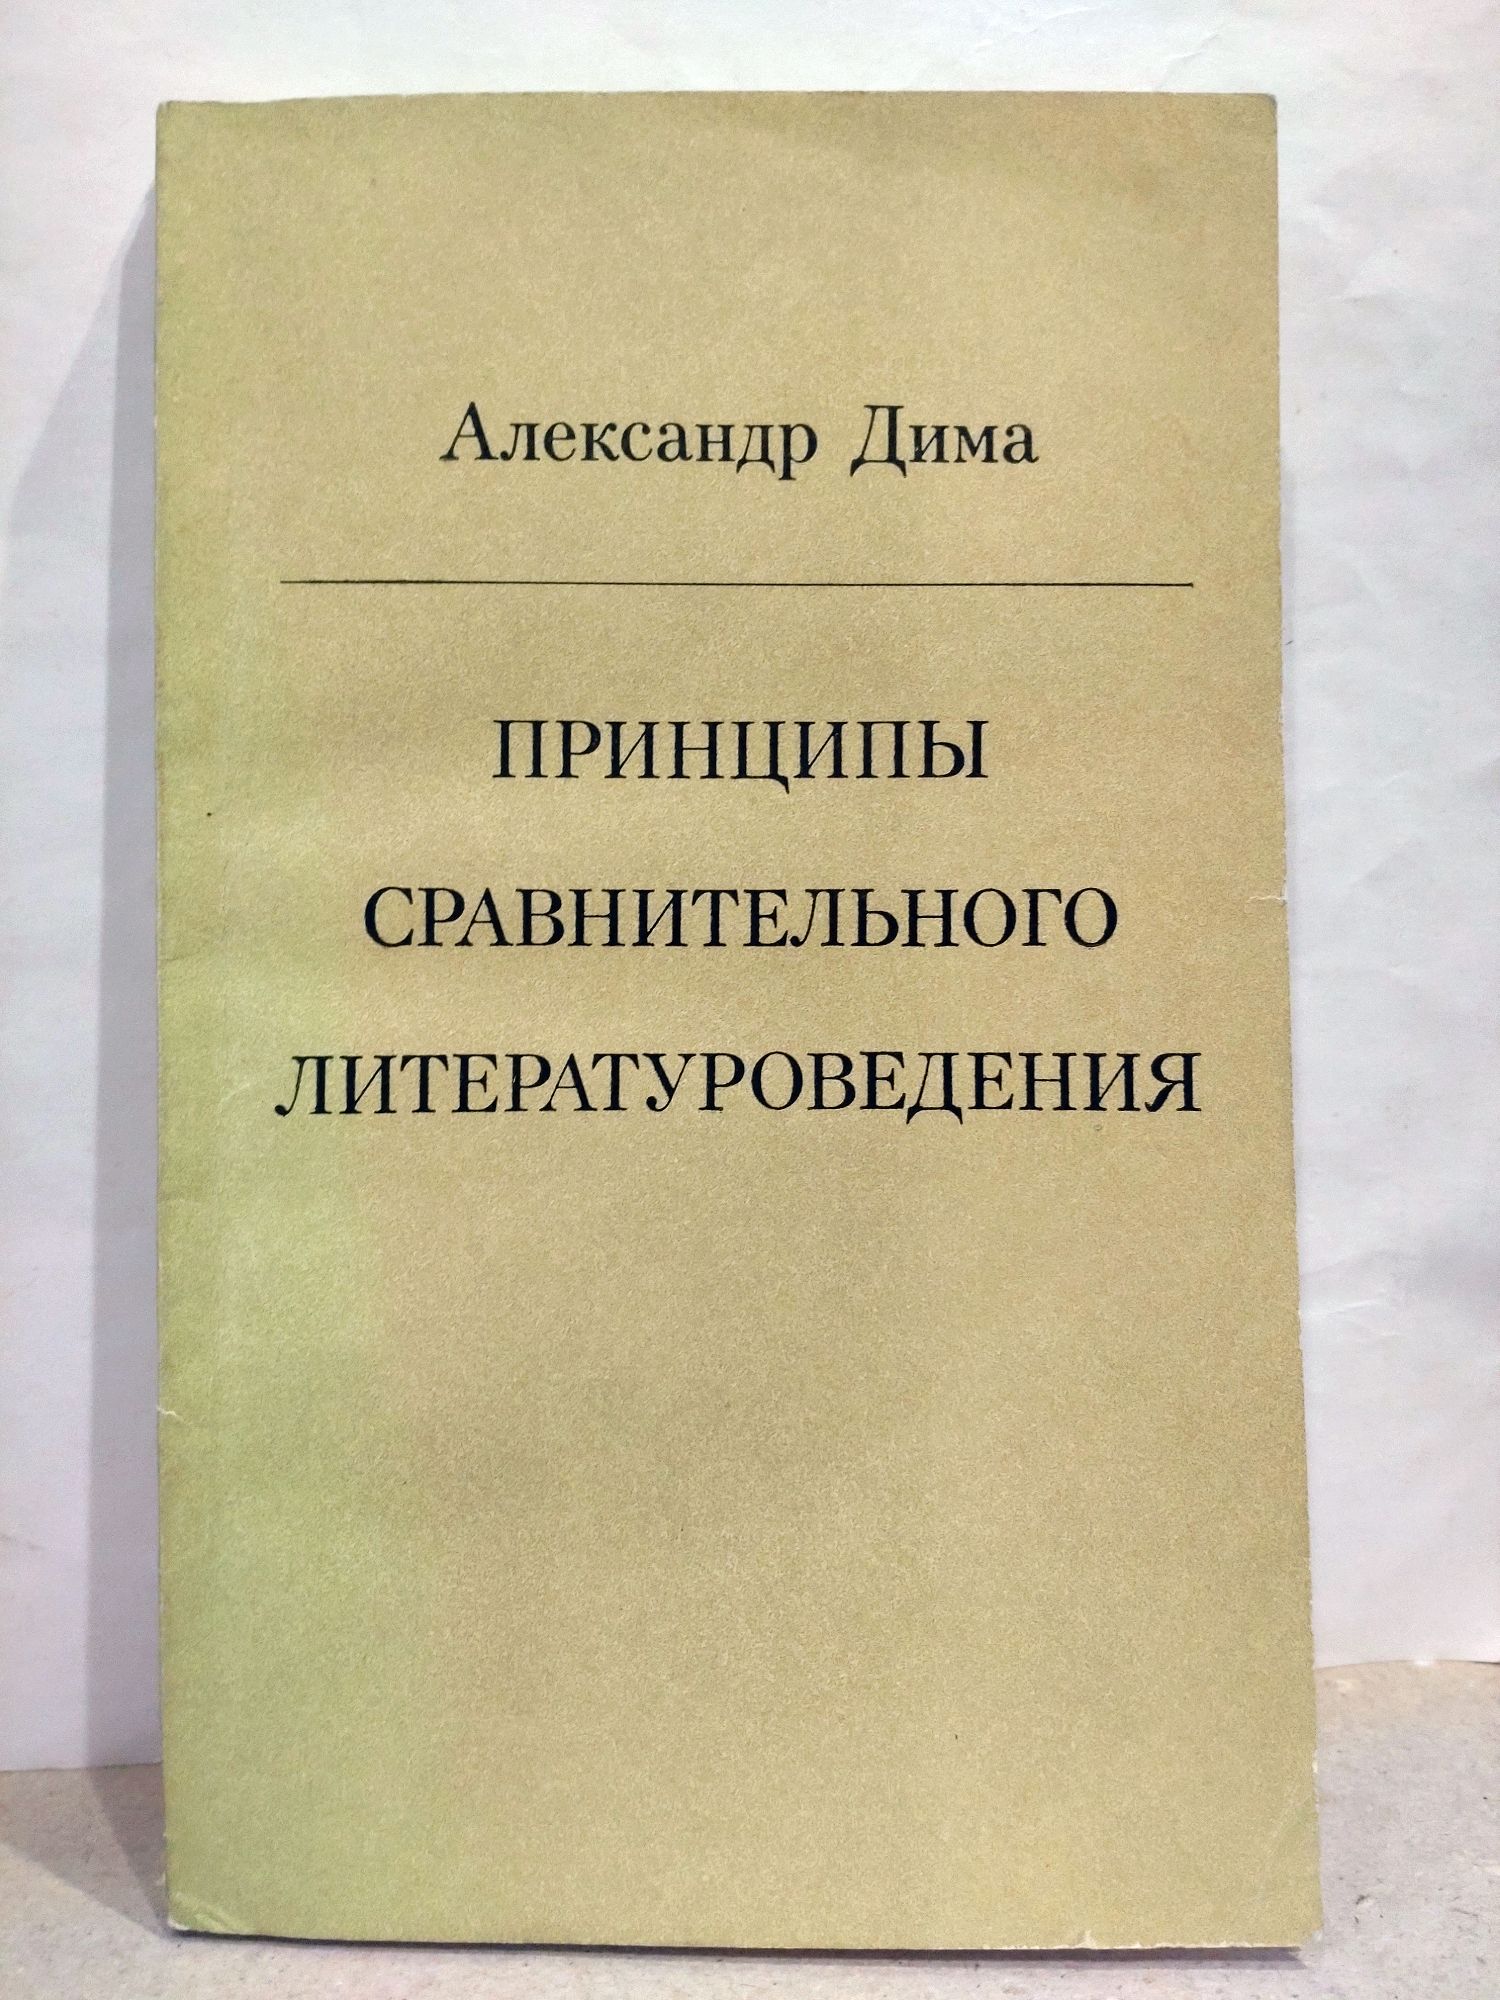 Александр Дима
ПРИНЦИПЫ
СРАВНИТЕЛЬНОГО
ЛИТЕРАТУРОВЕДЕНИЯ